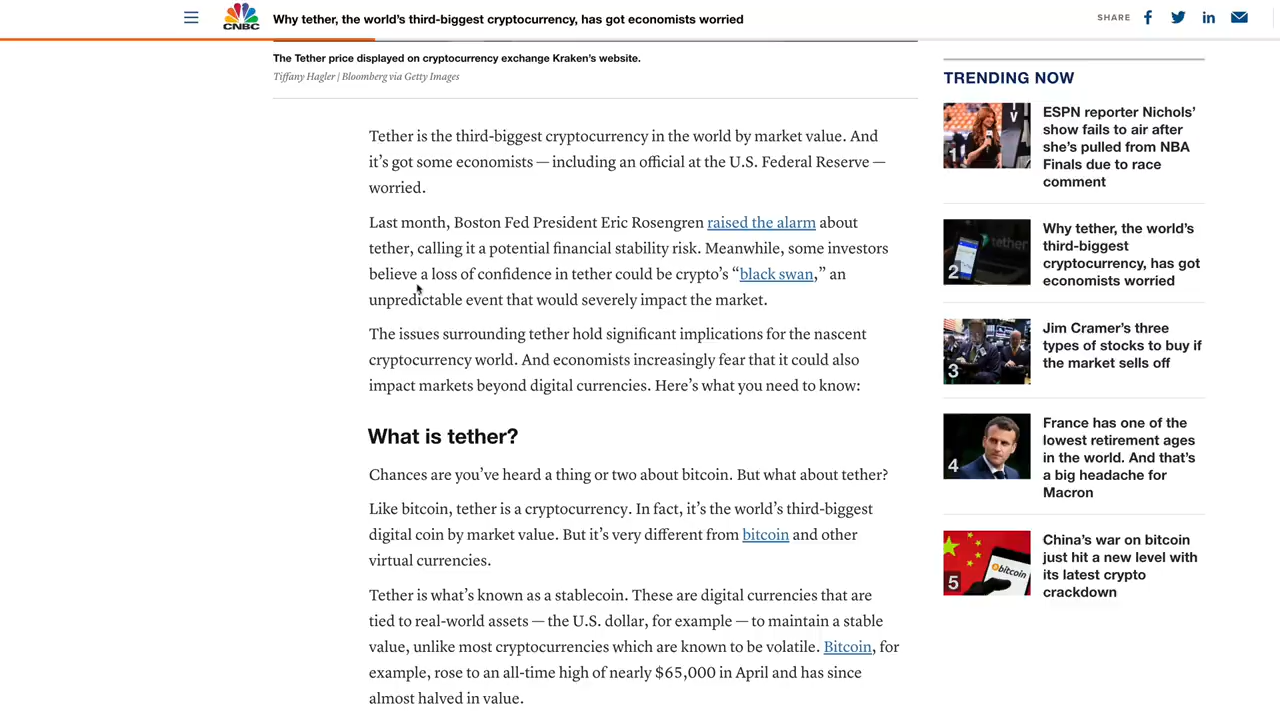 CNBC
Why tether, the world's third-biggest cryptocurrency, has got economists worried
SHARE
The Tether price displayed on cryptocurrency exchange Kraken's website.
Tiffany Hagler | Bloomberg via Getty Images
Tether is the third-biggest cryptocurrency in the world by market value. And
it's got some economists — including an official at the U.S. Federal Reserve —
worried.
Last month, Boston Fed President Eric Rosengren raised the alarm about
tether, calling it a potential financial stability risk. Meanwhile, some investors
believe a loss of confidence in tether could be crypto's “black swan,” an
unpredictable event that would severely impact the market.
The issues surrounding tether hold significant implications for the nascent
cryptocurrency world. And economists increasingly fear that it could also
impact markets beyond digital currencies. Here's what you need to know:
What is tether?
Chances are you've heard a thing or two about bitcoin. But what about tether?
Like bitcoin, tether is a cryptocurrency. In fact, it's the world's third-biggest
digital coin by market value. But it's very different from bitcoin and other
virtual currencies.
Tether is what's known as a stablecoin. These are digital currencies that are
tied to real-world assets — the U.S. dollar, for example — to maintain a stable
value, unlike most cryptocurrencies which are known to be volatile. Bitcoin, for
example, rose to an all-time high of nearly $65,000 in April and has since
almost halved in value.
TRENDING NOW
1
ESPN reporter Nichols'
show fails to air after
she's pulled from NBA
Finals due to race
comment
tether
2
Why tether, the world's
third-biggest
cryptocurrency, has got
economists worried
3
Jim Cramer's three
types of stocks to buy if
the market sells off
4
France has one of the
lowest retirement ages
in the world. And that's
a big headache for
Macron
bitcoin
5
China's war on bitcoin
just hit a new level with
its latest crypto
crackdown